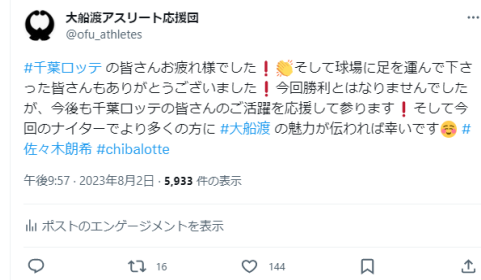 大船渡アスリート応援団
@ofu_athletes
#千葉ロッテ の皆さんお疲れ様でした❗👏そして球場に足を運んで下さ
った皆さんもありがとうございました❗今回勝利とはなりませんでした
が、今後も千葉ロッテの皆さんのご活躍を応援して参ります❗そして今
回のナイターでより多くの方に #大船渡 の魅力が伝われば幸いです☺️ #
佐々木朗希 #chibalotte
午後9:57 · 2023年8月2日 · 5,933 件の表示
ポストのエンゲージメントを表示
16 144